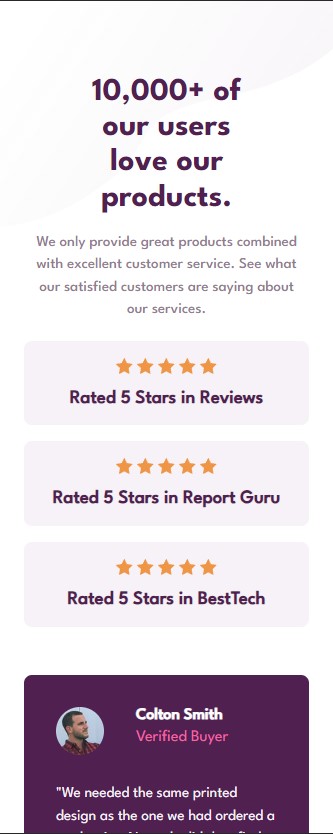 10,000+ of
our users
love our
products.
We only provide great products combined
with excellent customer service. See what
our satisfied customers are saying about
our services.
Rated 5 Stars in Reviews
Rated 5 Stars in Report Guru
Rated 5 Stars in BestTech
Colton Smith
Verified Buyer
"We needed the same printed
design as the one we had ordered a